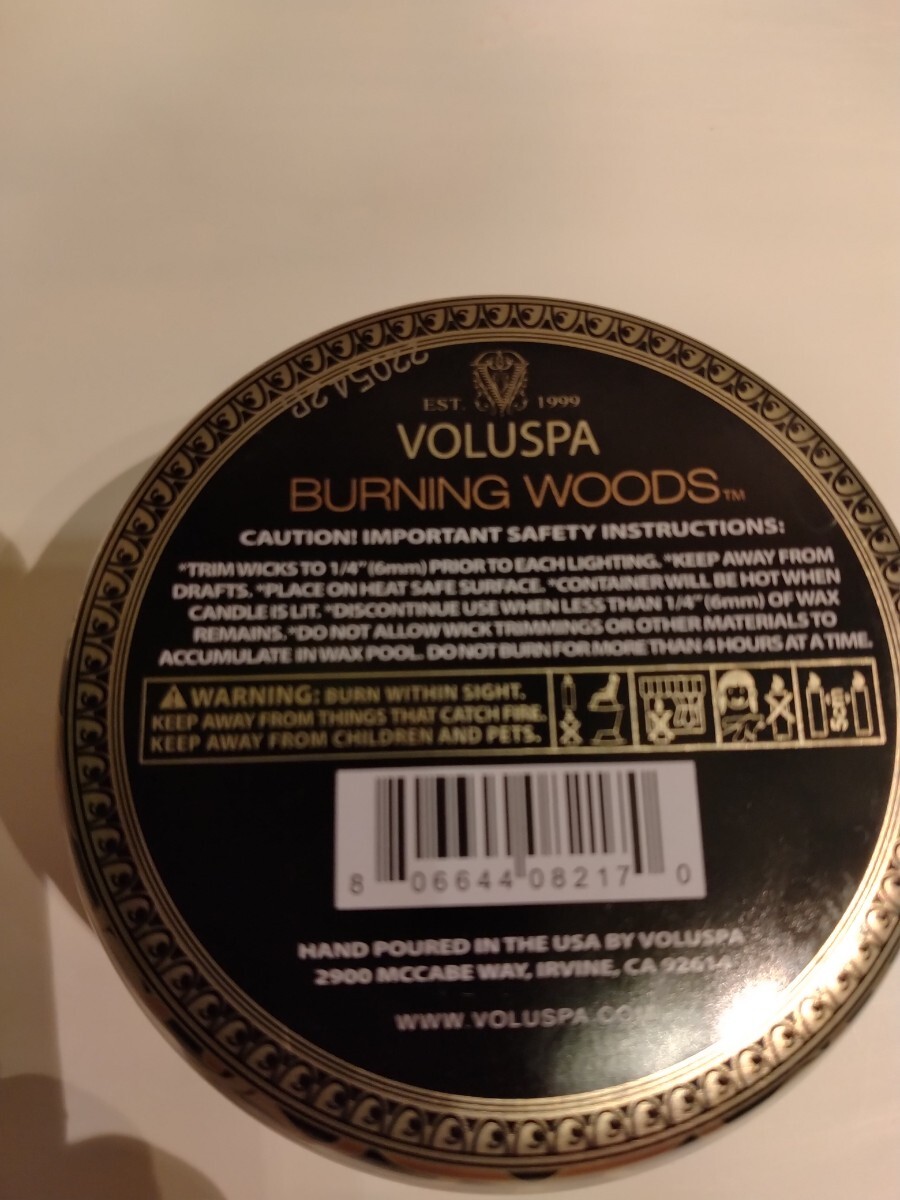 22054 2B
EST. 1999
VOLUSPA
BURNING WOODS™
CAUTION! IMPORTANT SAFETY INSTRUCTIONS:
*TRIM WICKS TO 1/4" (6mm) PRIOR TO EACH LIGHTING. *KEEP AWAY FROM
DRAFTS. *PLACE ON HEAT SAFE SURFACE. *CONTAINER WILL BE HOT WHEN
CANDLE IS LIT. *DISCONTINUE USE WHEN LESS THAN 1/4" (6mm) OF WAX
REMAINS. *DO NOT ALLOW WICK TRIMMINGS OR OTHER MATERIALS TO
ACCUMULATE IN WAX POOL. DO NOT BURN FOR MORE THAN 4 HOURS AT A TIME.
WARNING: BURN WITHIN SIGHT.
KEEP AWAY FROM THINGS THAT CATCH FIRE.
KEEP AWAY FROM CHILDREN AND PETS.
8 06644 08217 0
HAND POURED IN THE USA BY VOLUSPA
2900 MCCABE WAY, IRVINE, CA 92614
WWW.VOLUSPA.COM